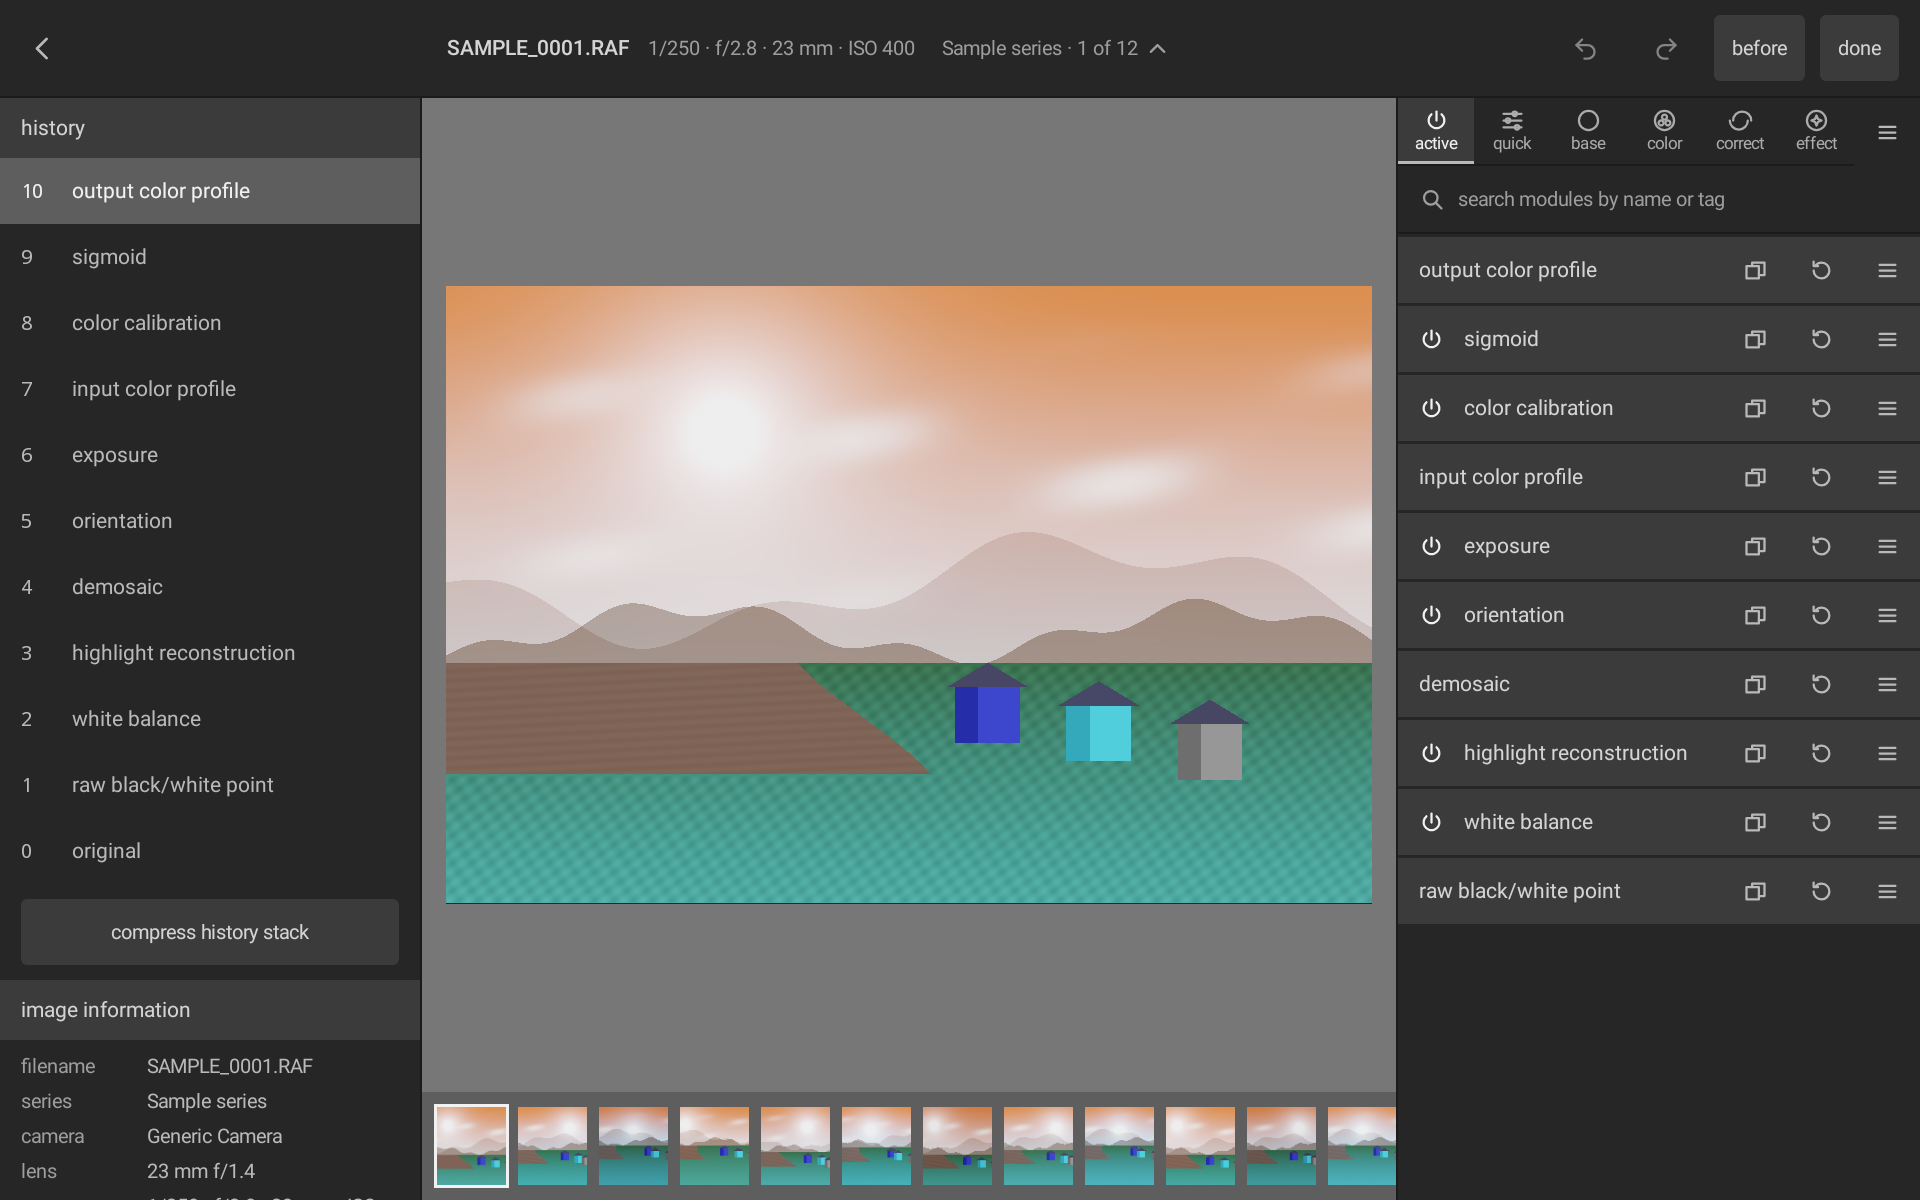 SAMPLE_0001.RAF 1/250 · f/2.8 · 23 mm · ISO 400 Sample series · 1 of 12
before
done
history
10 output color profile
9 sigmoid
8 color calibration
7 input color profile
6 exposure
5 orientation
4 demosaic
3 highlight reconstruction
2 white balance
1 raw black/white point
0 original
compress history stack
image information
filename SAMPLE_0001.RAF
series Sample series
camera Generic Camera
lens 23 mm f/1.4
active
quick
base
color
correct
effect
search modules by name or tag
output color profile
sigmoid
color calibration
input color profile
exposure
orientation
demosaic
highlight reconstruction
white balance
raw black/white point